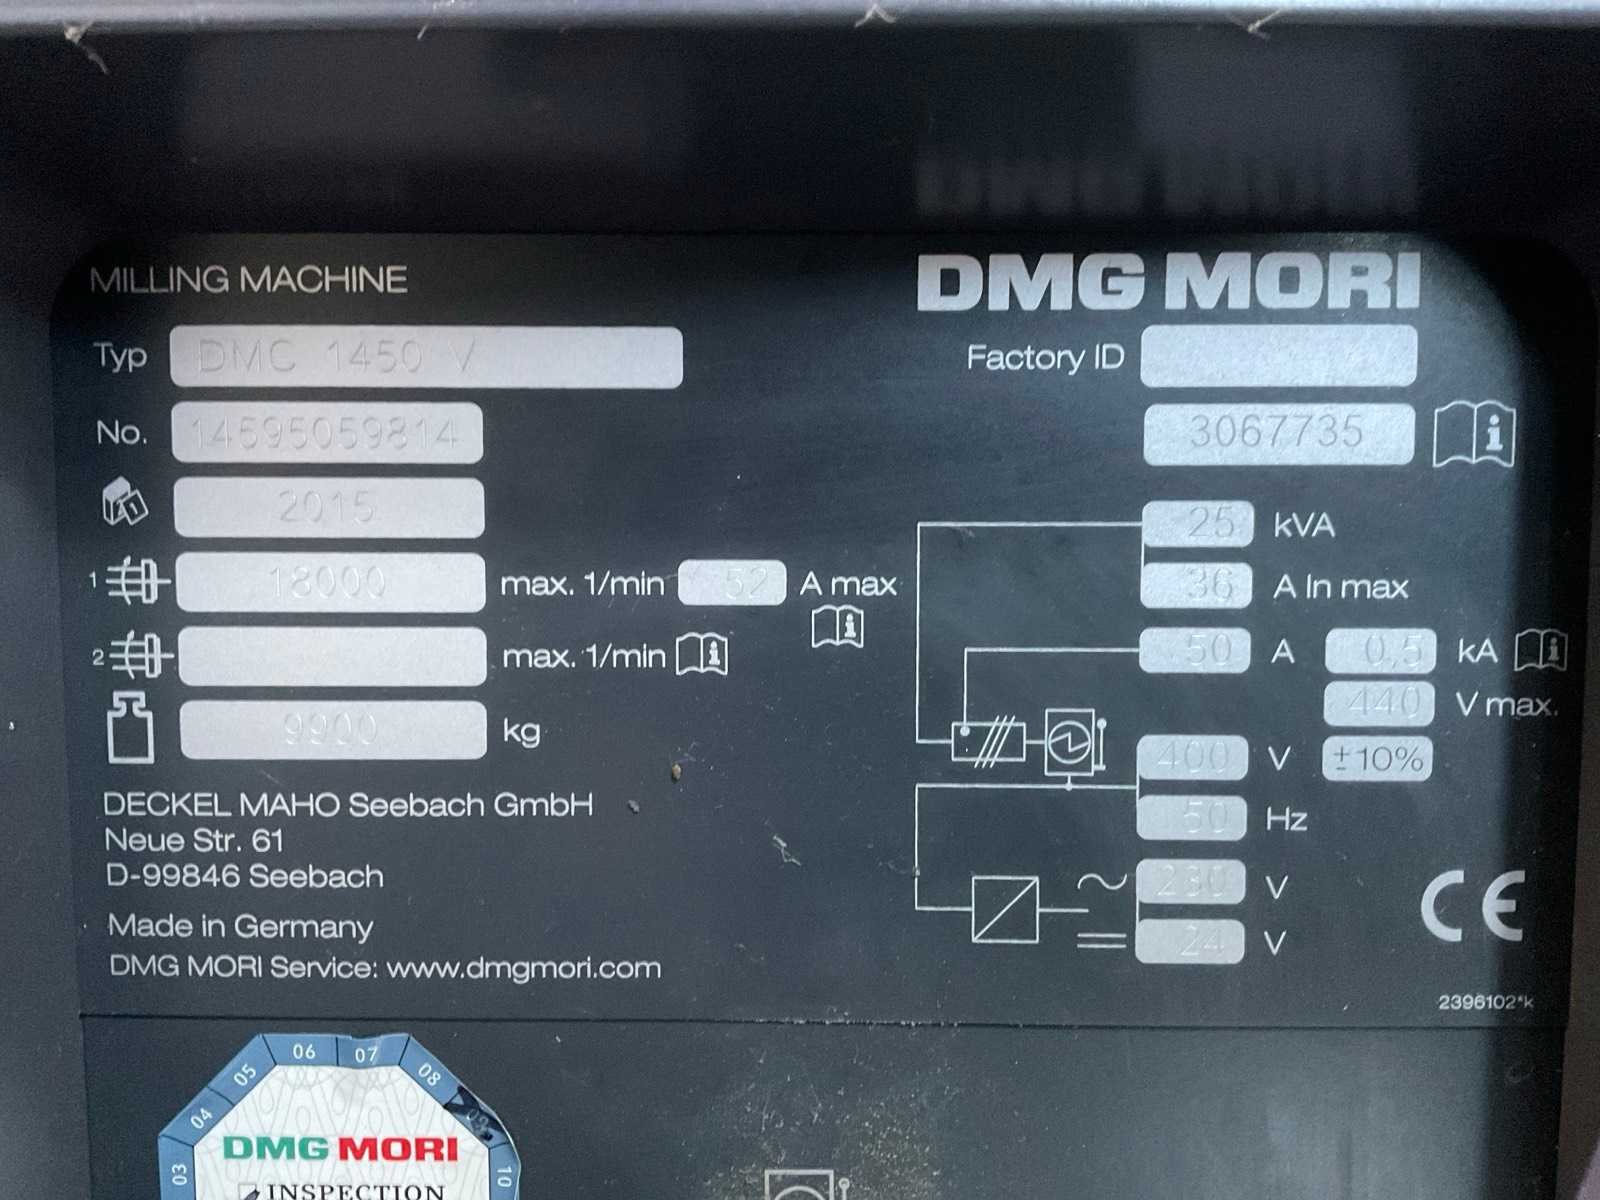 MILLING MACHINE
DMG MORI
Typ DMC 1450 V
Factory ID
No. 14595059814
3067735
2015
25 kVA
1 18000 max. 1/min 52 A max
36 A In max
2 max. 1/min
50 A 0,5 kA
440 V max.
9900 kg
400 V ±10%
50 Hz
DECKEL MAHO Seebach GmbH
Neue Str. 61
D-99846 Seebach
230 V
24 V
CE
Made in Germany
DMG MORI Service: www.dmgmori.com
2396102*k
03 04 05 06 07 08 09 10
DMG MORI
INSPECTION